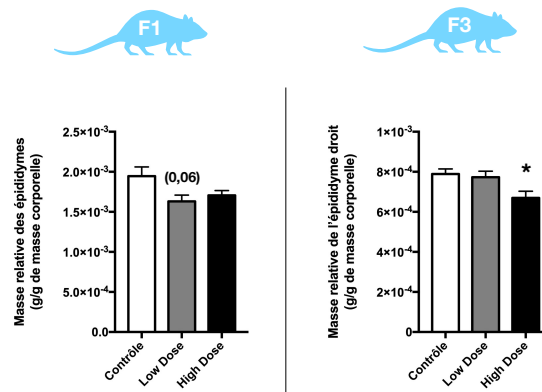 F1
F3
Masse relative des épididymes
(g/g de masse corporelle)
2.5×10-3
2.0×10-3
1.5×10-3
1.0×10-3
5.0×10-4
0.0
(0,06)
Contrôle
Low Dose
High Dose
Masse relative de l'épididyme droit
(g/g de masse corporelle)
1×10-3
8×10-4
6×10-4
4×10-4
2×10-4
0
*
Contrôle
Low Dose
High Dose